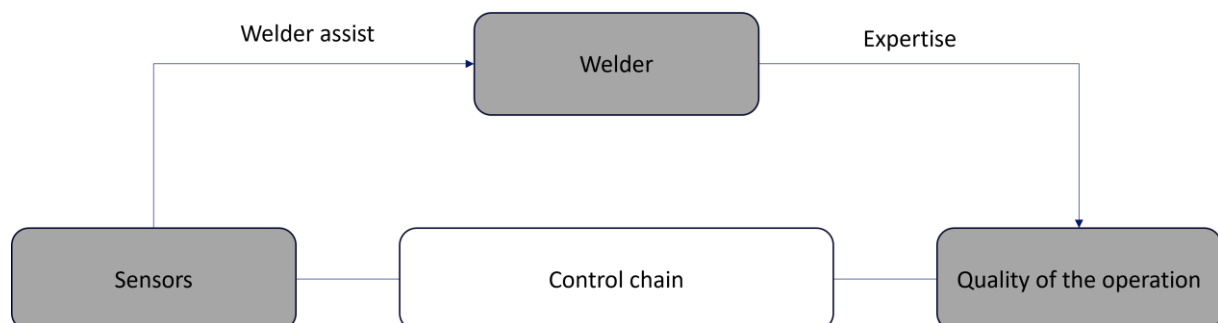 Welder assist
Welder
Expertise
Sensors
Control chain
Quality of the operation